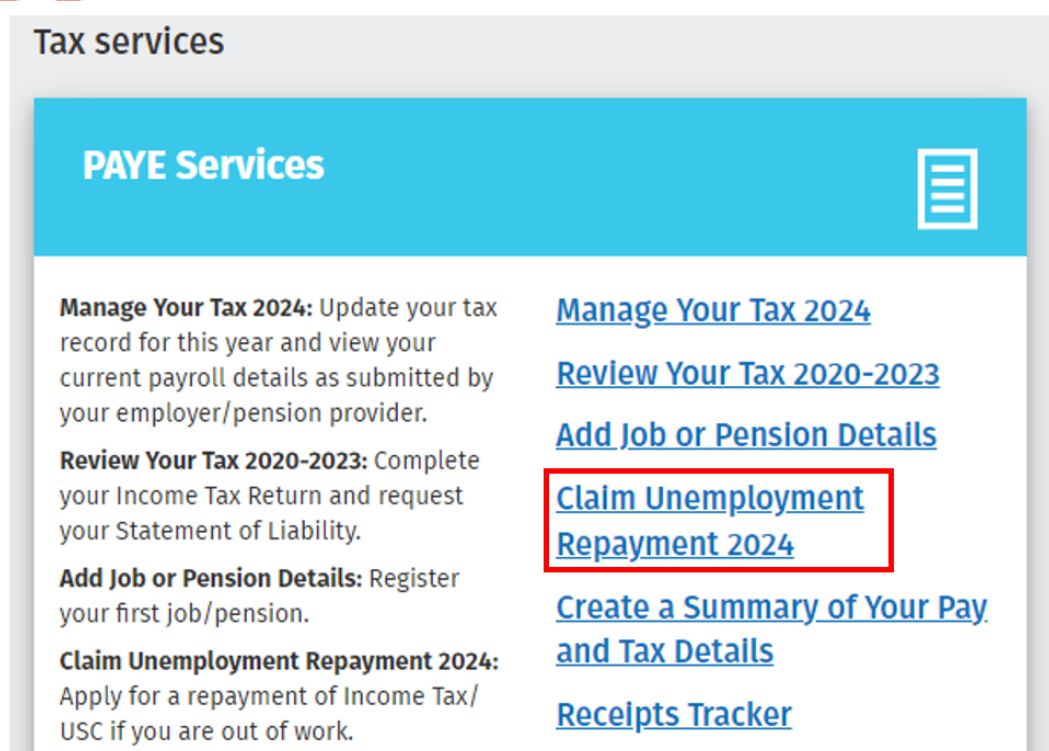 Tax services
PAYE Services
Manage Your Tax 2024: Update your tax
record for this year and view your
current payroll details as submitted by
your employer/pension provider.
Review Your Tax 2020-2023: Complete
your Income Tax Return and request
your Statement of Liability.
Add Job or Pension Details: Register
your first job/pension.
Claim Unemployment Repayment 2024:
Apply for a repayment of Income Tax/
USC if you are out of work.
Manage Your Tax 2024
Review Your Tax 2020-2023
Add Job or Pension Details
Claim Unemployment
Repayment 2024
Create a Summary of Your Pay
and Tax Details
Receipts Tracker